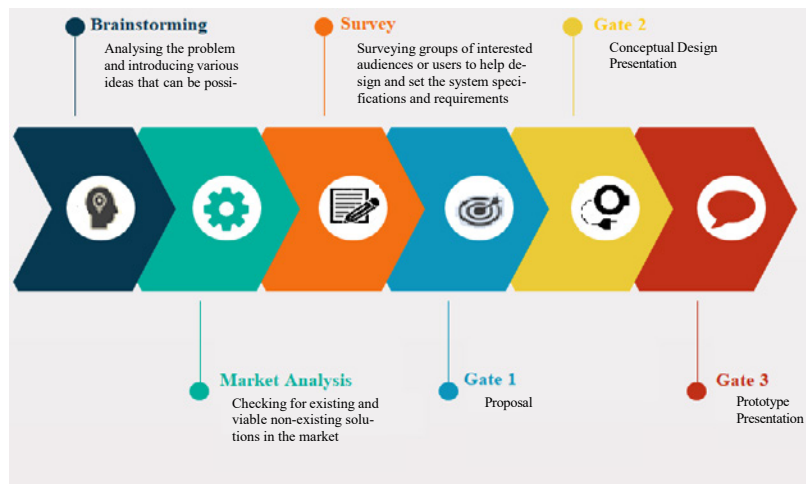 Brainstorming
Analysing the problem
and introducing various
ideas that can be possi-
Survey
Surveying groups of interested
audiences or users to help de-
sign and set the system speci-
fications and requirements
Gate 2
Conceptual Design
Presentation
Market Analysis
Checking for existing and
viable non-existing solu-
tions in the market
Gate 1
Proposal
Gate 3
Prototype
Presentation